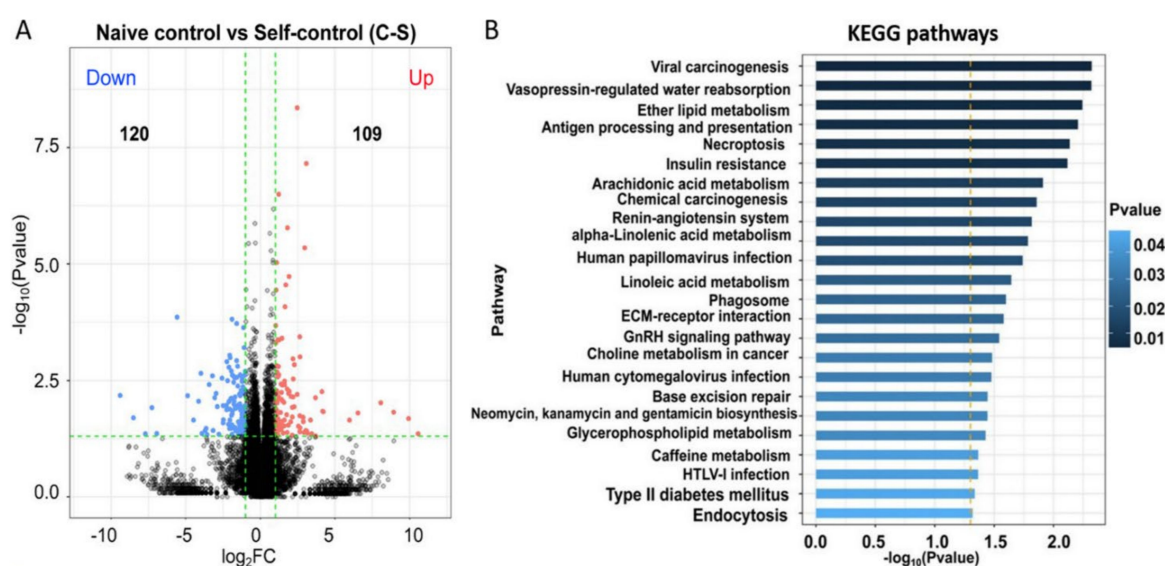 A
Naive control vs Self-control (C-S)
Down
Up
120
109
7.5
5.0
2.5
0.0
-log10(Pvalue)
-10
-5
0
5
10
log2FC
B
KEGG pathways
Viral carcinogenesis
Vasopressin-regulated water reabsorption
Ether lipid metabolism
Antigen processing and presentation
Necroptosis
Insulin resistance
Arachidonic acid metabolism
Chemical carcinogenesis
Renin-angiotensin system
alpha-Linolenic acid metabolism
Human papillomavirus infection
Linoleic acid metabolism
Phagosome
ECM-receptor interaction
GnRH signaling pathway
Choline metabolism in cancer
Human cytomegalovirus infection
Base excision repair
Neomycin, kanamycin and gentamicin biosynthesis
Glycerophospholipid metabolism
Caffeine metabolism
HTLV-I infection
Type II diabetes mellitus
Endocytosis
Pathway
0.0
0.5
1.0
1.5
2.0
-log10(Pvalue)
Pvalue
0.04
0.03
0.02
0.01